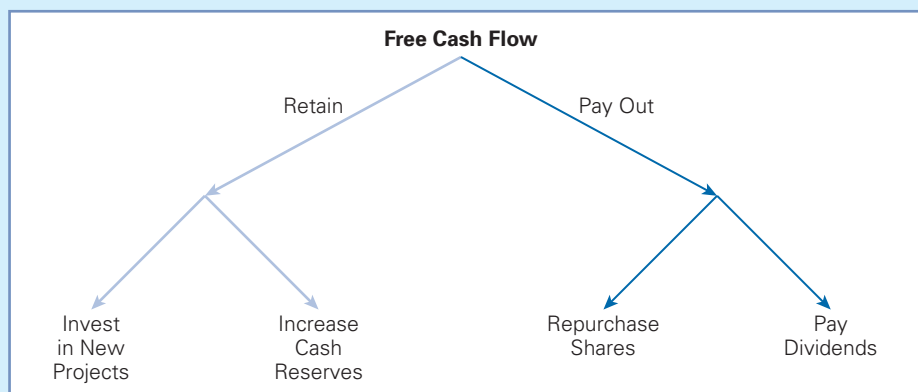 Free Cash Flow
Retain
Pay Out
Invest
in New
Projects
Increase
Cash
Reserves
Repurchase
Shares
Pay
Dividends